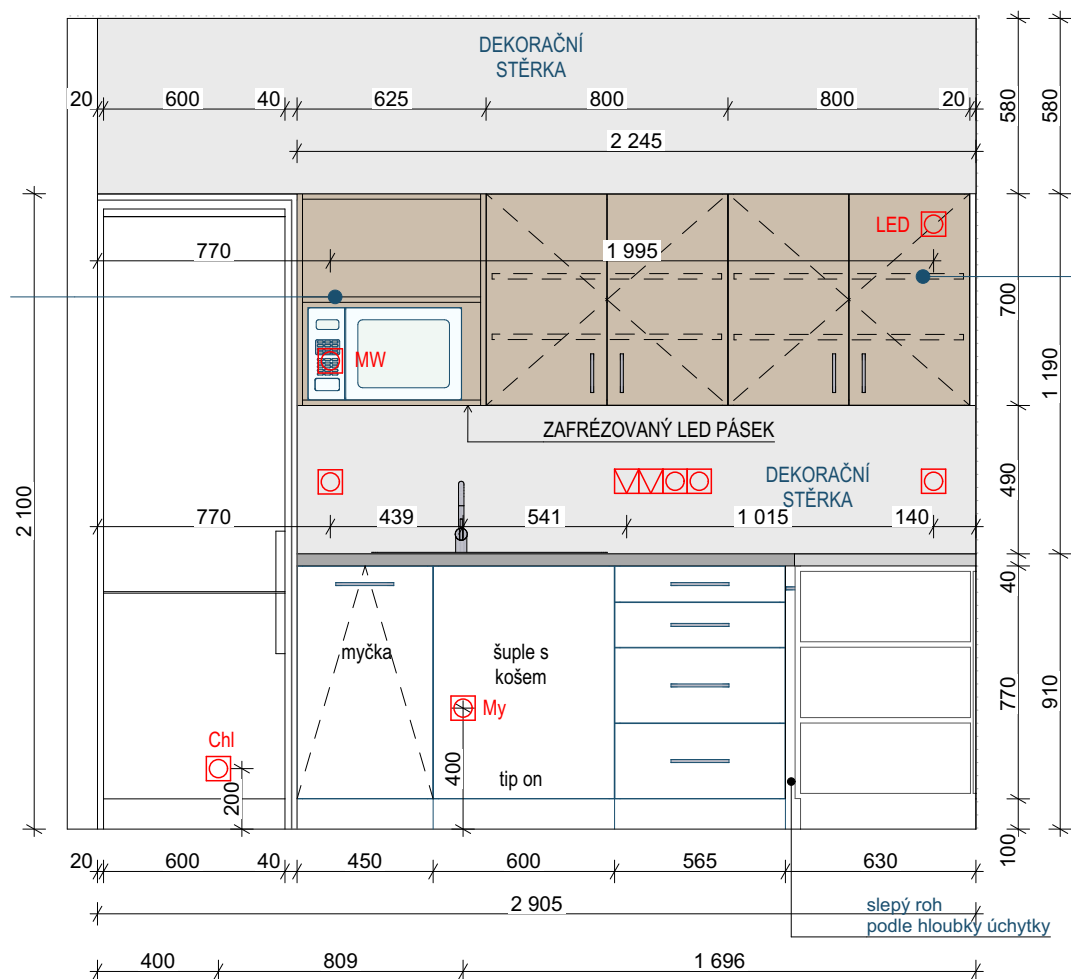 DEKORAČNÍ
STĚRKA
20 600 40 625 800 800 20
580
580
2 245
LED
770
1 995
700
1 190
MW
ZAFRÉZOVANÝ LED PÁSEK
DEKORAČNÍ
STĚRKA
490
2 100
770 439 541 1 015 140
40
myčka
šuple s
košem
My
770
910
Chl
400
tip on
200
100
20 600 40 450 600 565 630
2 905
slepý roh
podle hloubky úchytky
400 809 1 696